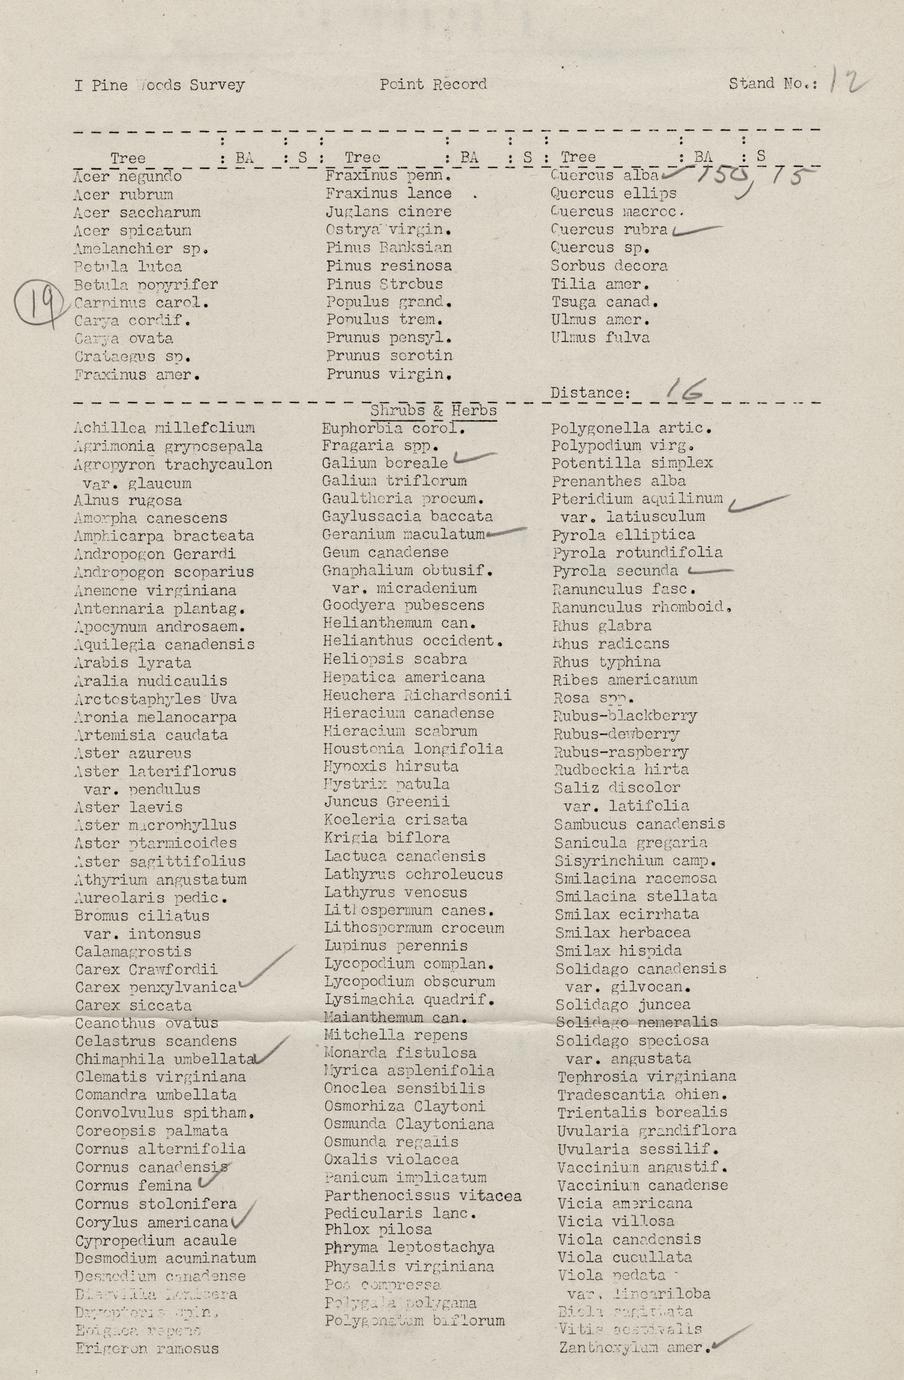 I Pine Woods Survey Point Record Stand No.: 12
Tree : BA : S : Tree : BA : S : Tree : BA : S
Acer negundo
Acer rubrum
Acer saccharum
Acer spicatum
Amelanchier sp.
Betula lutea
Betula popyrifer
19
Carpinus carol.
Carya cordif.
Carya ovata
Crataegus sp.
Fraxinus amer.
Fraxinus penn.
Fraxinus lance .
Juglans cinere
Ostrya virgin.
Pinus Banksian
Pinus resinosa
Pinus Strobus
Populus grand.
Populus trem.
Prunus pensyl.
Prunus serotin
Prunus virgin.
Quercus alba ✓ 150, 75
Quercus ellips
Quercus macroc.
Quercus rubra ✓
Quercus sp.
Sorbus decora
Tilia amer.
Tsuga canad.
Ulmus amer.
Ulmus fulva
Distance: 16
Shrubs & Herbs
Achillea millefolium
Agrimonia gryposepala
Agropyron trachycaulon
var. glaucum
Alnus rugosa
Amorpha canescens
Amphicarpa bracteata
Andropogon Gerardi
Andropogon scoparius
Anemone virginiana
Antennaria plantag.
Apocynum androsaem.
Aquilegia canadensis
Arabis lyrata
Aralia nudicaulis
Arctostaphyles Uva
Aronia melanocarpa
Artemisia caudata
Aster azureus
Aster lateriflorus
var. pendulus
Aster laevis
Aster macrophyllus
Aster ptarmicoides
Aster sagittifolius
Athyrium angustatum
Aureolaris pedic.
Bromus ciliatus
var. intonsus
Calamagrostis
Carex Crawfordii
Carex penxylvanica ✓
Carex siccata
Ceanothus ovatus
Celastrus scandens
Chimaphila umbellata ✓
Clematis virginiana
Comandra umbellata
Convolvulus spitham.
Coreopsis palmata
Cornus alternifolia
Cornus canadensis
Cornus femina ✓
Cornus stolonifera
Corylus americana ✓
Cypropedium acaule
Desmodium acuminatum
Desmodium canadense
Diervilla lonicera
Dryopteris spin.
Epigaea repens
Erigeron ramosus
Euphorbia corol.
Fragaria spp.
Galium boreale ✓
Galium triflorum
Gaultheria procum.
Gaylussacia baccata
Geranium maculatum ✓
Geum canadense
Gnaphalium obtusif.
var. micradenium
Goodyera pubescens
Helianthemum can.
Helianthus occident.
Heliopsis scabra
Hepatica americana
Heuchera Richardsonii
Hieracium canadense
Hieracium scabrum
Houstonia longifolia
Hypoxis hirsuta
Hystrix patula
Juncus Greenii
Koeleria crisata
Krigia biflora
Lactuca canadensis
Lathyrus ochroleucus
Lathyrus venosus
Lithospermum canes.
Lithospermum croceum
Lupinus perennis
Lycopodium complan.
Lycopodium obscurum
Lysimachia quadrif.
Maianthemum can.
Mitchella repens
Monarda fistulosa
Myrica asplenifolia
Onoclea sensibilis
Osmorhiza Claytoni
Osmunda Claytoniana
Osmunda regalis
Oxalis violacea
Panicum implicatum
Parthenocissus vitacea
Pedicularis lanc.
Phlox pilosa
Phryma leptostachya
Physalis virginiana
Poa compressa
Polygala polygama
Polygonatum biflorum
Polygonella artic.
Polypodium virg.
Potentilla simplex
Prenanthes alba
Pteridium aquilinum ✓
var. latiusculum
Pyrola elliptica
Pyrola rotundifolia
Pyrola secunda ✓
Ranunculus fasc.
Ranunculus rhomboid.
Rhus glabra
Rhus radicans
Rhus typhina
Ribes americanum
Rosa spp.
Rubus-blackberry
Rubus-dewberry
Rubus-raspberry
Rudbeckia hirta
Saliz discolor
var. latifolia
Sambucus canadensis
Sanicula gregaria
Sisyrinchium camp.
Smilacina racemosa
Smilacina stellata
Smilax ecirrhata
Smilax herbacea
Smilax hispida
Solidago canadensis
var. gilvocan.
Solidago juncea
Solidago nemeralis
Solidago speciosa
var. angustata
Tephrosia virginiana
Tradescantia ohien.
Trientalis borealis
Uvularia grandiflora
Uvularia sessilif.
Vaccinium angustif.
Vaccinium canadense
Vicia americana
Vicia villosa
Viola canadensis
Viola cucullata
Viola pedata
var. lineariloba
Biola sagittata
Vitis aestivalis
Zanthoxylum amer. ✓